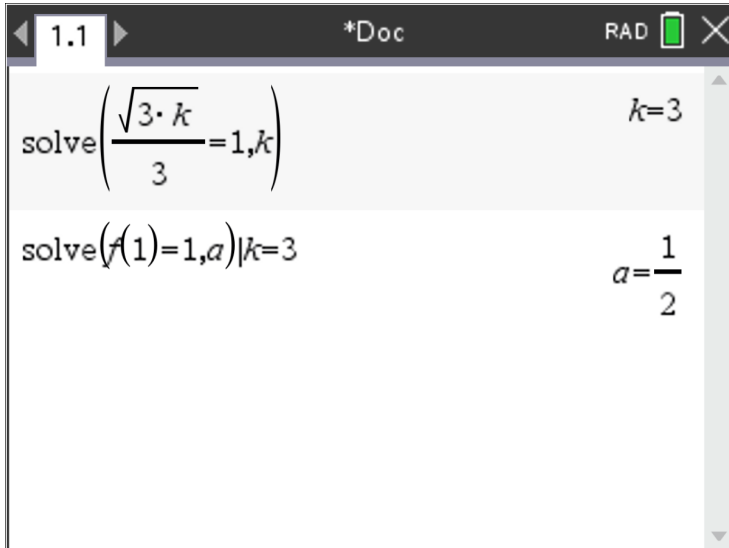 1.1 *Doc RAD
solve(√(3·k)/3=1,k) k=3
solve(f(1)=1,a)|k=3 a=1/2